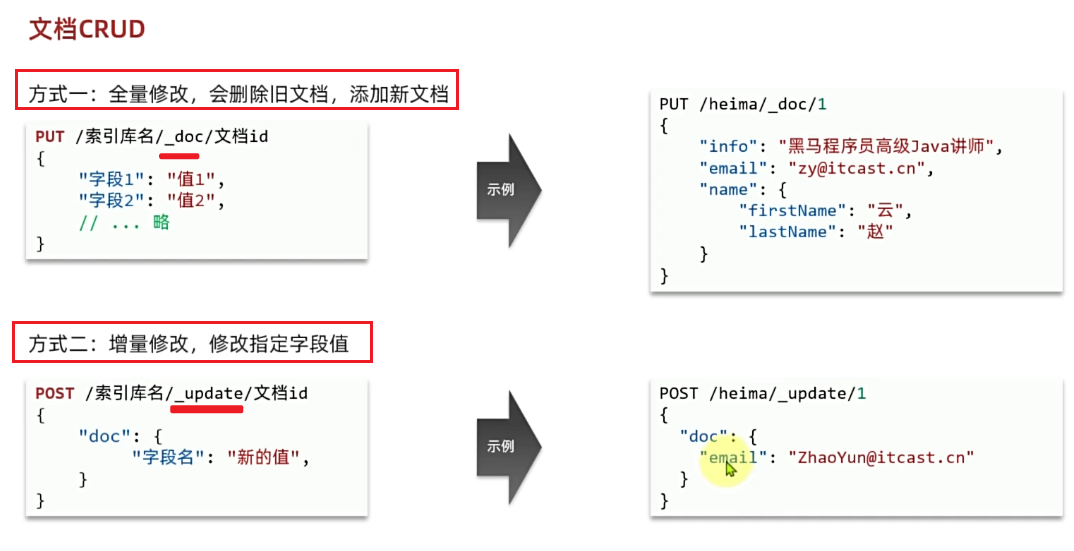 文档CRUD
方式一：全量修改，会删除旧文档，添加新文档
PUT /索引库名/_doc/文档id
{
"字段1": "值1",
"字段2": "值2",
// ... 略
}
示例
PUT /heima/_doc/1
{
"info": "黑马程序员高级Java讲师",
"email": "zy@itcast.cn",
"name": {
"firstName": "云",
"lastName": "赵"
}
}
方式二：增量修改，修改指定字段值
POST /索引库名/_update/文档id
{
"doc": {
"字段名": "新的值",
}
}
示例
POST /heima/_update/1
{
"doc": {
"email": "ZhaoYun@itcast.cn"
}
}